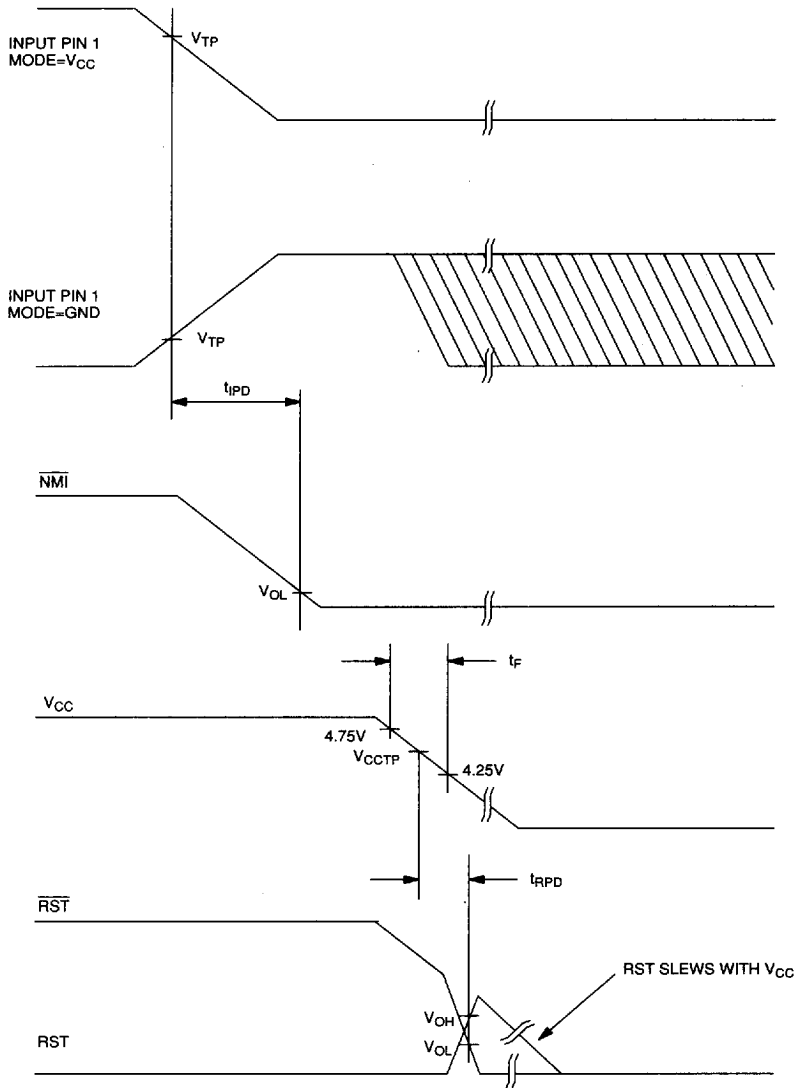 INPUT PIN 1
MODE=VCC
VTP
INPUT PIN 1
MODE=GND
VTP
tIPD
NMI
VOL
tF
VCC
4.75V
VCCTP
4.25V
tRPD
RST
RST SLEWS WITH VCC
VOH
RST
VOL